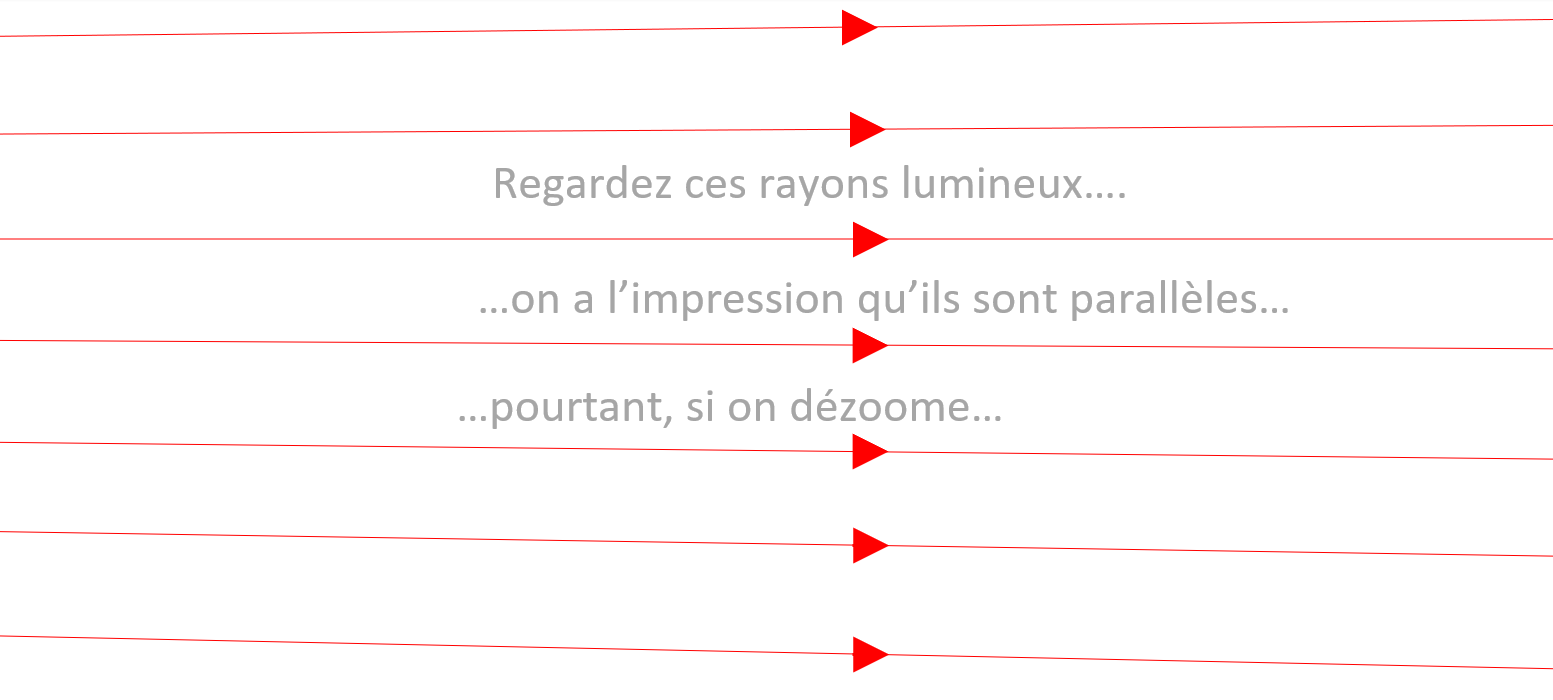 Regardez ces rayons lumineux….
…on a l’impression qu’ils sont parallèles…
…pourtant, si on dézoome…